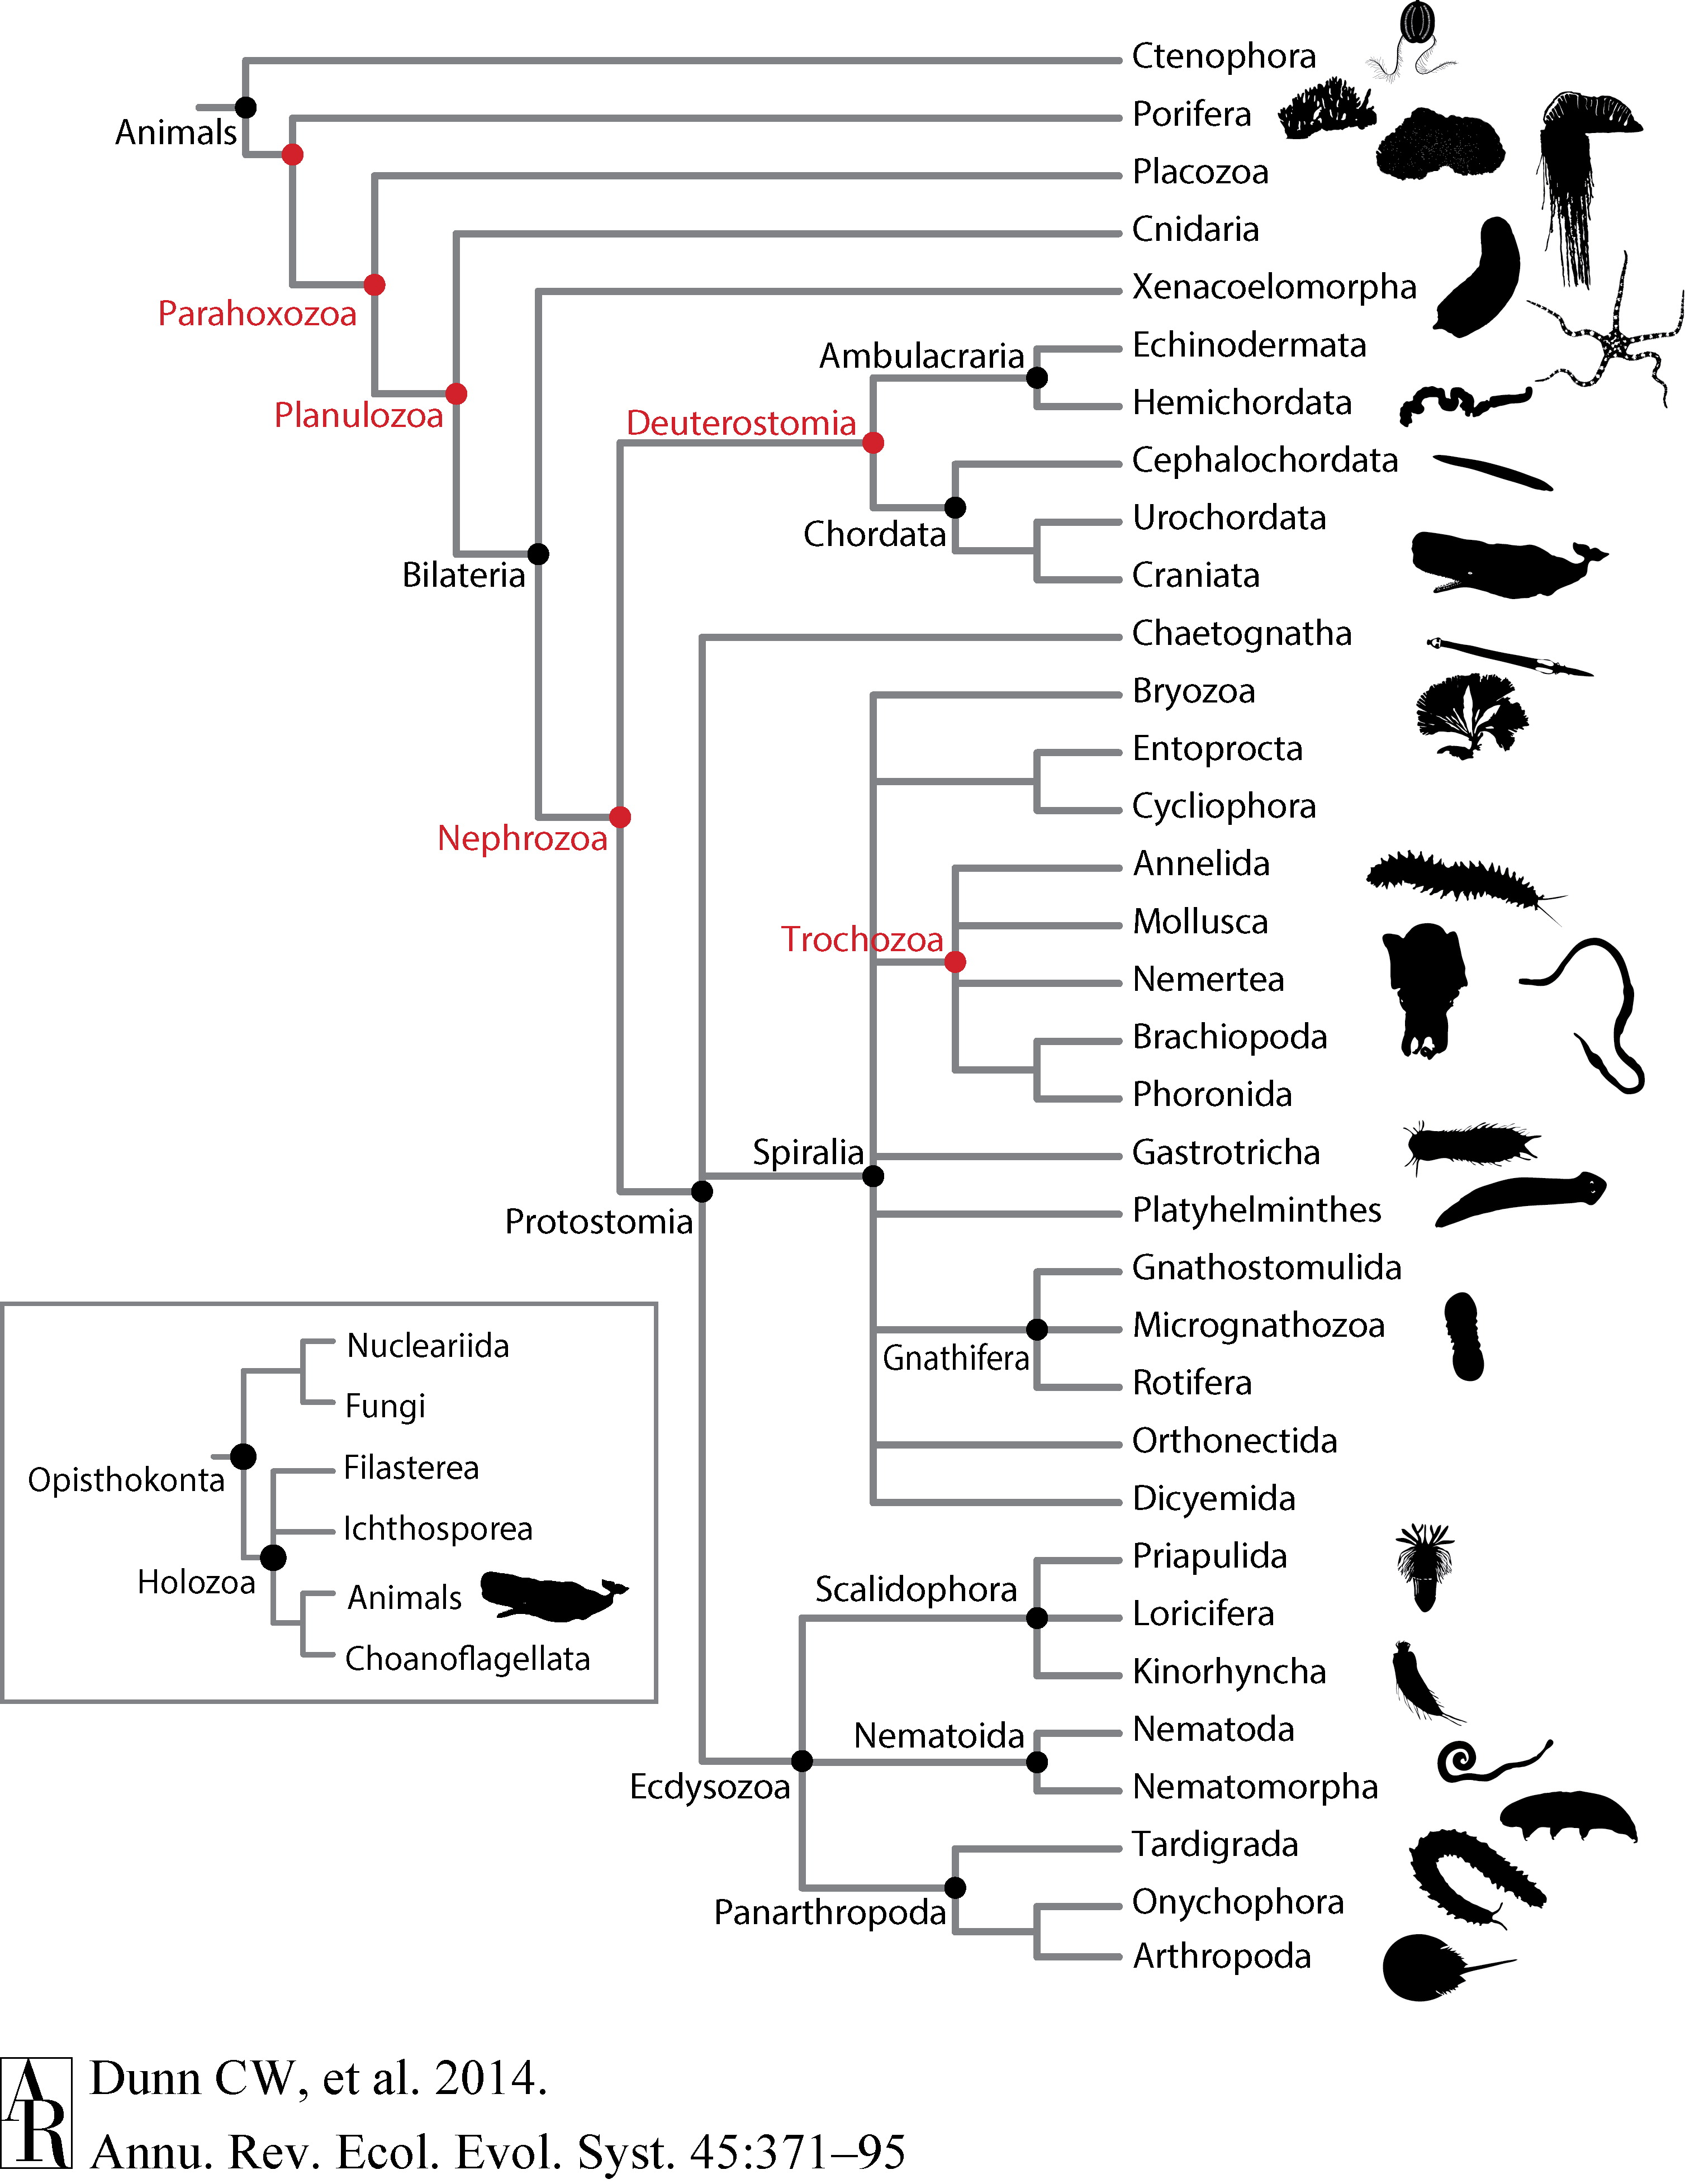 Ctenophora
Animals
Porifera
Placozoa
Cnidaria
Xenacoelomorpha
Parahoxozoa
Echinodermata
Ambulacraria
Hemichordata
Planulozoa
Deuterostomia
Cephalochordata
Urochordata
Chordata
Craniata
Bilateria
Chaetognatha
Bryozoa
Entoprocta
Cycliophora
Nephrozoa
Annelida
Mollusca
Trochozoa
Nemertea
Brachiopoda
Phoronida
Spiralia
Gastrotricha
Platyhelminthes
Protostomia
Gnathostomulida
Micrognathozoa
Gnathifera
Rotifera
Orthonectida
Dicyemida
Nucleariida
Fungi
Filasterea
Opisthokonta
Ichthosporea
Holozoa
Animals
Choanoflagellata
Priapulida
Scalidophora
Loricifera
Kinorhyncha
Nematoda
Nematoida
Nematomorpha
Ecdysozoa
Tardigrada
Onychophora
Panarthropoda
Arthropoda
AR
Dunn CW, et al. 2014.
Annu. Rev. Ecol. Evol. Syst. 45:371–95